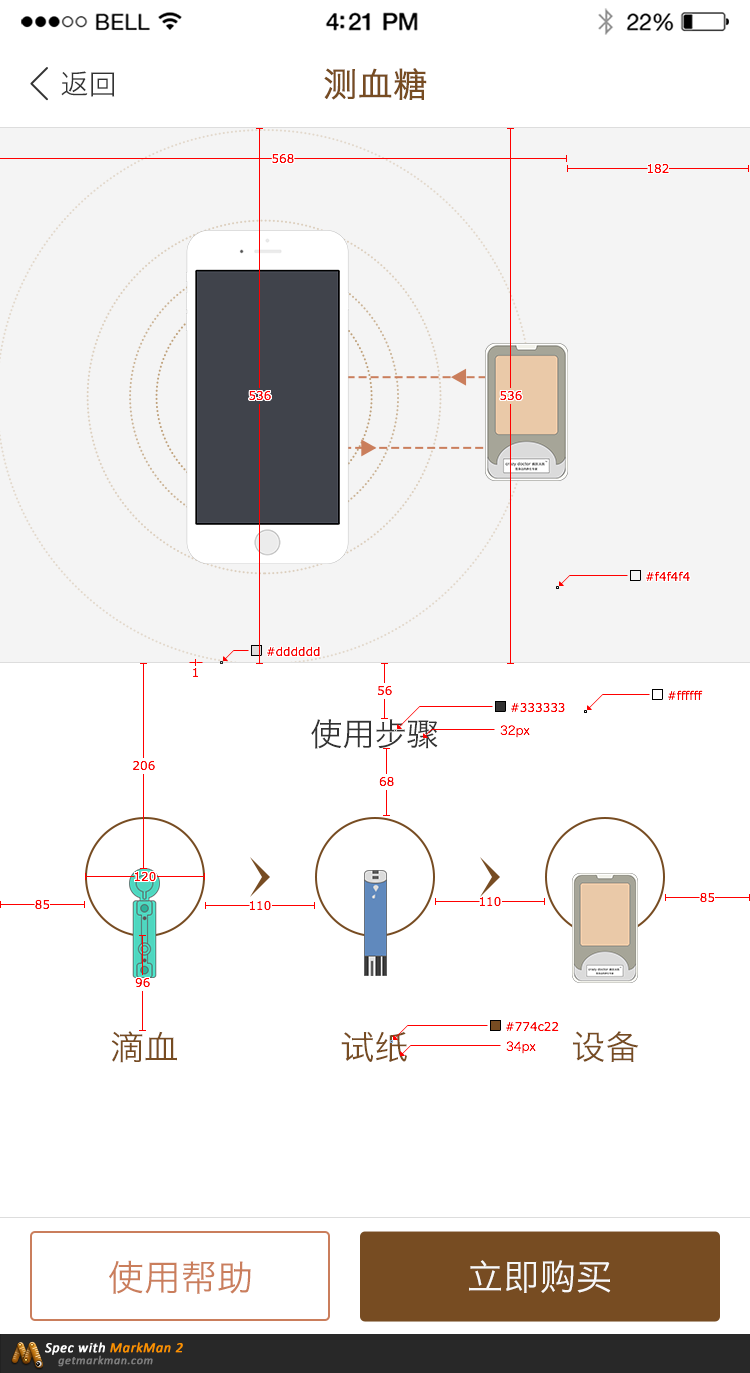 BELL 4:21 PM 22%
返回 测血糖
568
182
536 536
#f4f4f4
#dddddd
1
56
#ffffff
#333333
使用步骤 32px
206
68
120
85 110 110 85
96
#774c22
滴血 试纸 设备
34px
使用帮助 立即购买
Spec with MarkMan 2
getmarkman.com